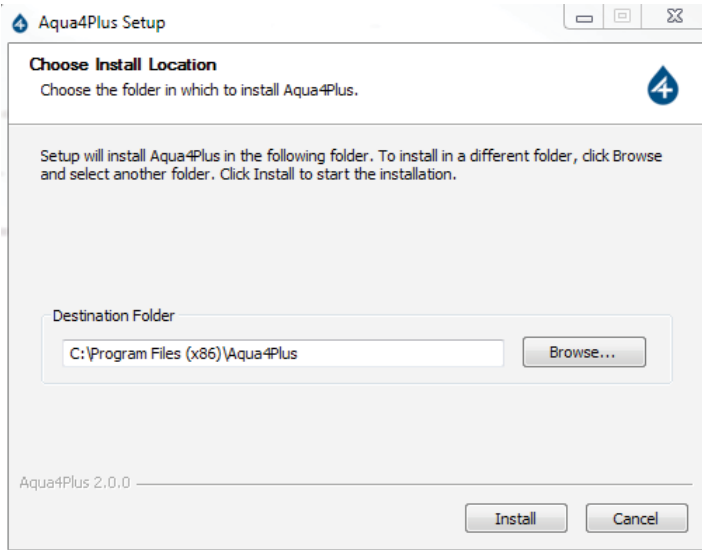 Aqua4Plus Setup
Choose Install Location
Choose the folder in which to install Aqua4Plus.
4
Setup will install Aqua4Plus in the following folder. To install in a different folder, click Browse
and select another folder. Click Install to start the installation.
Destination Folder
C:\Program Files (x86)\Aqua4Plus
Browse...
Aqua4Plus 2.0.0
Install
Cancel